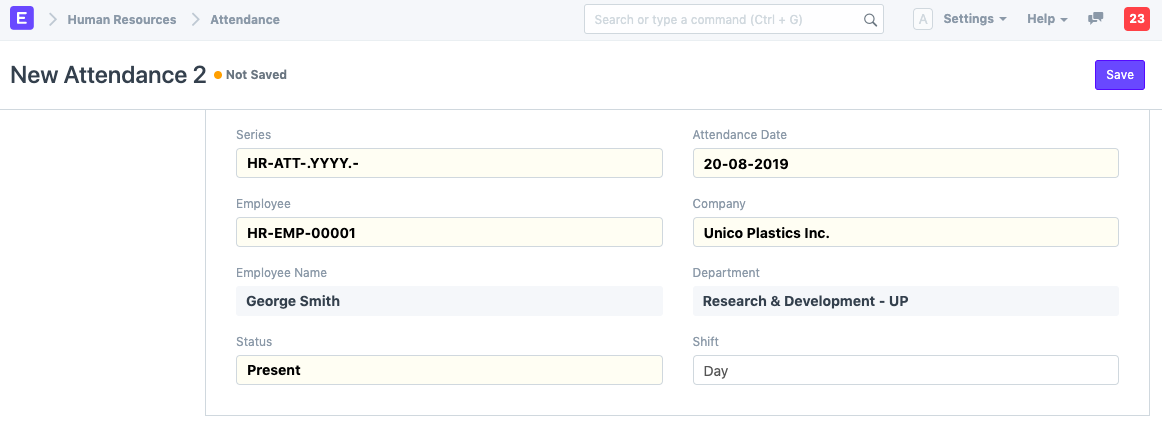 E Human Resources Attendance Search or type a command (Ctrl + G) A Settings Help 23
New Attendance 2 Not Saved Save
Series Attendance Date
HR-ATT-.YYYY.- 20-08-2019
Employee Company
HR-EMP-00001 Unico Plastics Inc.
Employee Name Department
George Smith Research & Development - UP
Status Shift
Present Day